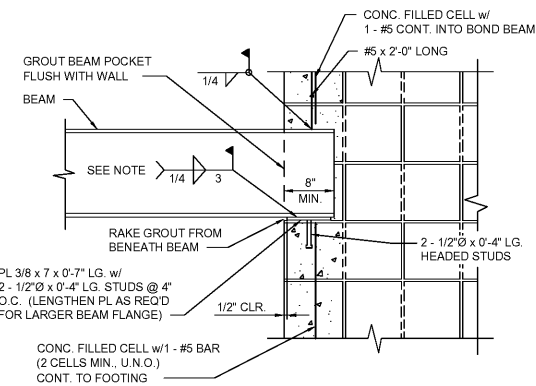 CONC. FILLED CELL w/
1 - #5 CONT. INTO BOND BEAM
#5 x 2'-0" LONG
GROUT BEAM POCKET
FLUSH WITH WALL
1/4
BEAM
SEE NOTE
1/4
3
8"
MIN.
RAKE GROUT FROM
BENEATH BEAM
2 - 1/2"Ø x 0'-4" LG.
HEADED STUDS
PL 3/8 x 7 x 0'-7" LG. w/
2 - 1/2"Ø x 0'-4" LG. STUDS @ 4"
O.C. (LENGTHEN PL AS REQ'D
FOR LARGER BEAM FLANGE)
1/2" CLR.
CONC. FILLED CELL w/1 - #5 BAR
(2 CELLS MIN., U.N.O.)
CONT. TO FOOTING